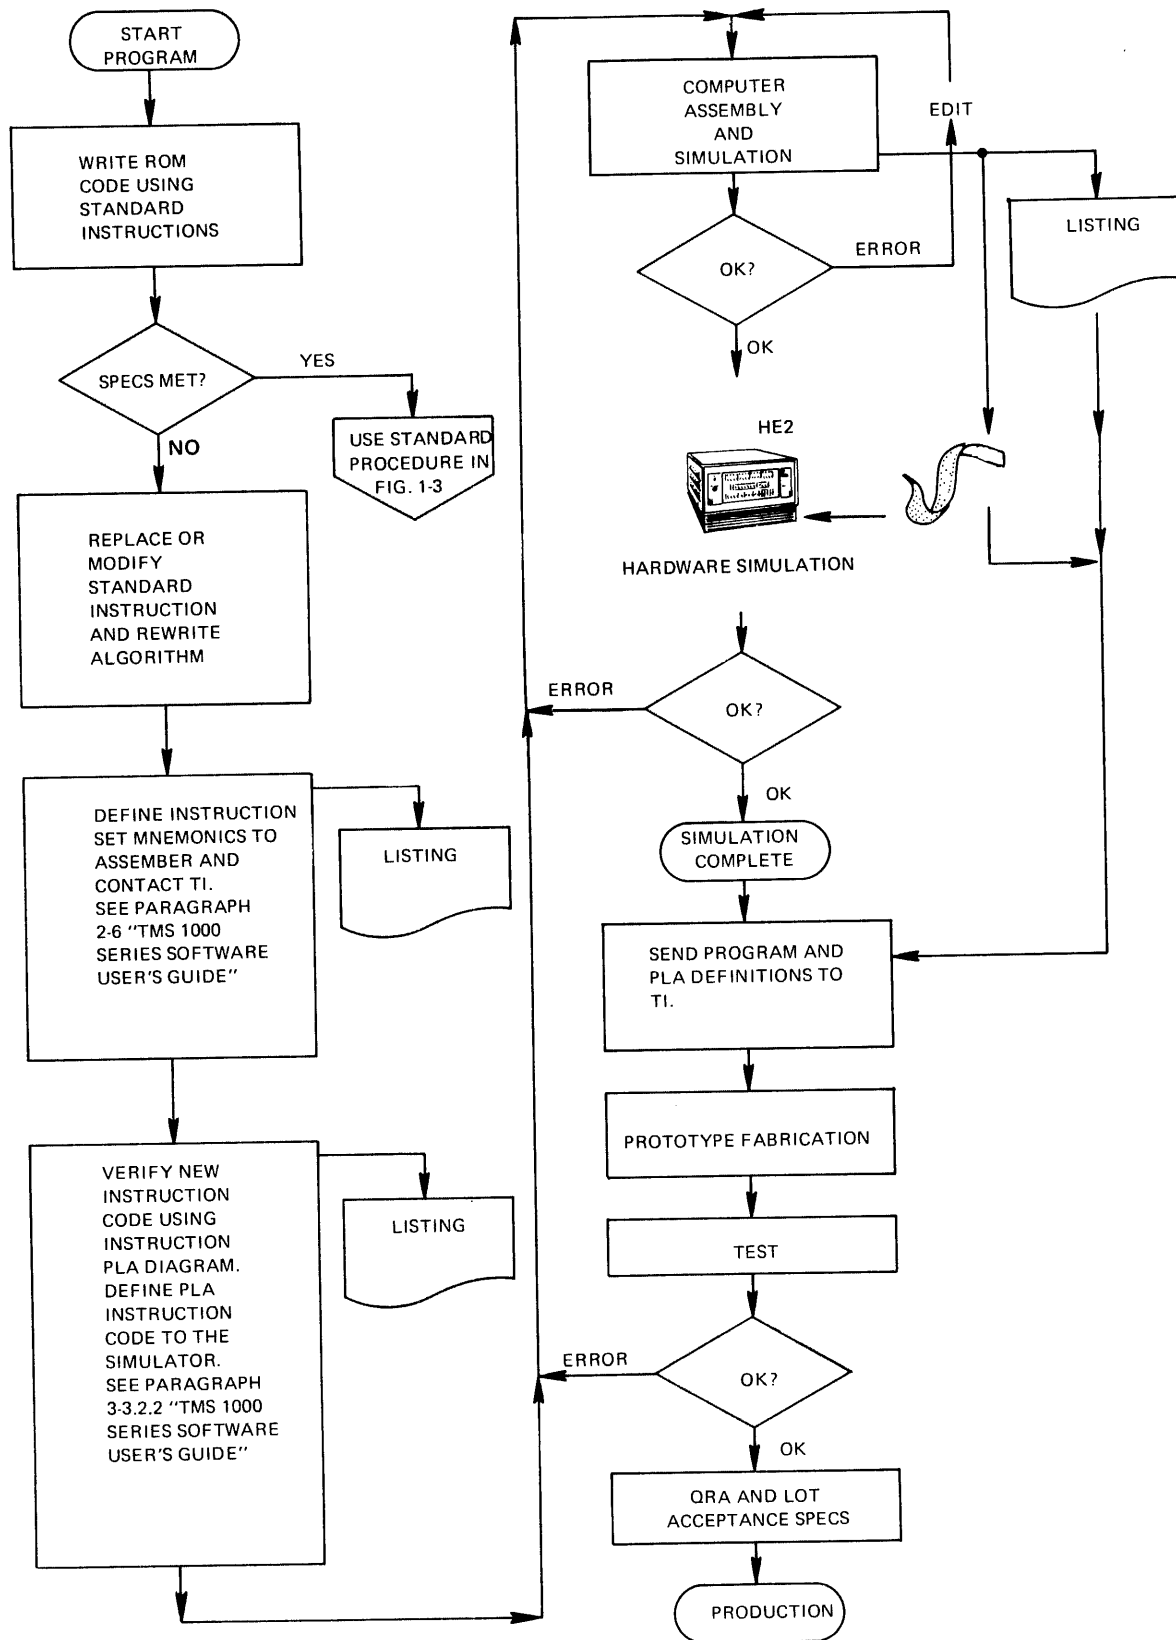 START
PROGRAM
WRITE ROM
CODE USING
STANDARD
INSTRUCTIONS
SPECS MET?
YES
NO
USE STANDARD
PROCEDURE IN
FIG. 1-3
REPLACE OR
MODIFY
STANDARD
INSTRUCTION
AND REWRITE
ALGORITHM
DEFINE INSTRUCTION
SET MNEMONICS TO
ASSEMBER AND
CONTACT TI.
SEE PARAGRAPH
2-6 "TMS 1000
SERIES SOFTWARE
USER'S GUIDE"
LISTING
VERIFY NEW
INSTRUCTION
CODE USING
INSTRUCTION
PLA DIAGRAM.
DEFINE PLA
INSTRUCTION
CODE TO THE
SIMULATOR.
SEE PARAGRAPH
3-3.2.2 "TMS 1000
SERIES SOFTWARE
USER'S GUIDE"
LISTING
COMPUTER
ASSEMBLY
AND
SIMULATION
EDIT
LISTING
OK?
ERROR
OK
HE2
HARDWARE SIMULATION
ERROR
OK?
OK
SIMULATION
COMPLETE
SEND PROGRAM AND
PLA DEFINITIONS TO
TI.
PROTOTYPE FABRICATION
TEST
ERROR
OK?
OK
QRA AND LOT
ACCEPTANCE SPECS
PRODUCTION